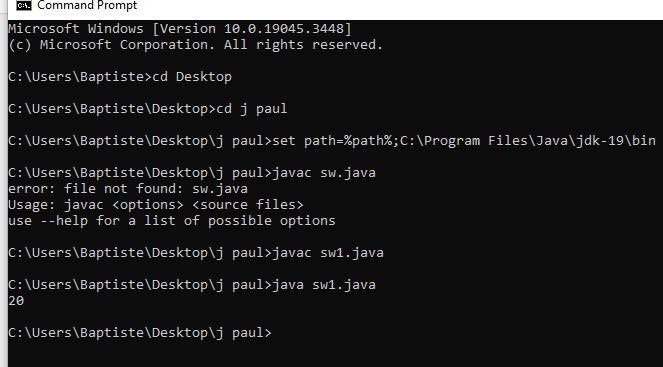 Command Prompt
Microsoft Windows [Version 10.0.19045.3448]
(c) Microsoft Corporation. All rights reserved.
C:\Users\Baptiste>cd Desktop
C:\Users\Baptiste\Desktop>cd j paul
C:\Users\Baptiste\Desktop\j paul>set path=%path%;C:\Program Files\Java\jdk-19\bin
C:\Users\Baptiste\Desktop\j paul>javac sw.java
error: file not found: sw.java
Usage: javac <options> <source files>
use --help for a list of possible options
C:\Users\Baptiste\Desktop\j paul>javac sw1.java
C:\Users\Baptiste\Desktop\j paul>java sw1.java
20
C:\Users\Baptiste\Desktop\j paul>